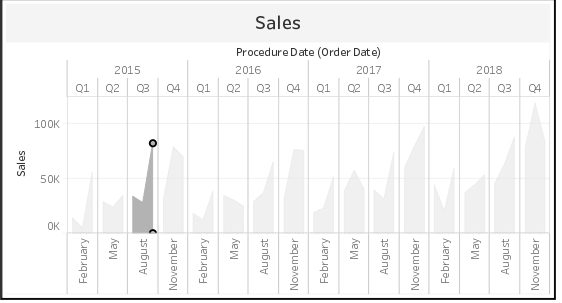 Sales
Procedure Date (Order Date)
2015 2016 2017 2018
Q1 Q2 Q3 Q4 Q1 Q2 Q3 Q4 Q1 Q2 Q3 Q4 Q1 Q2 Q3 Q4
Sales
100K
50K
0K
February May August November February May August November February May August November February May August November